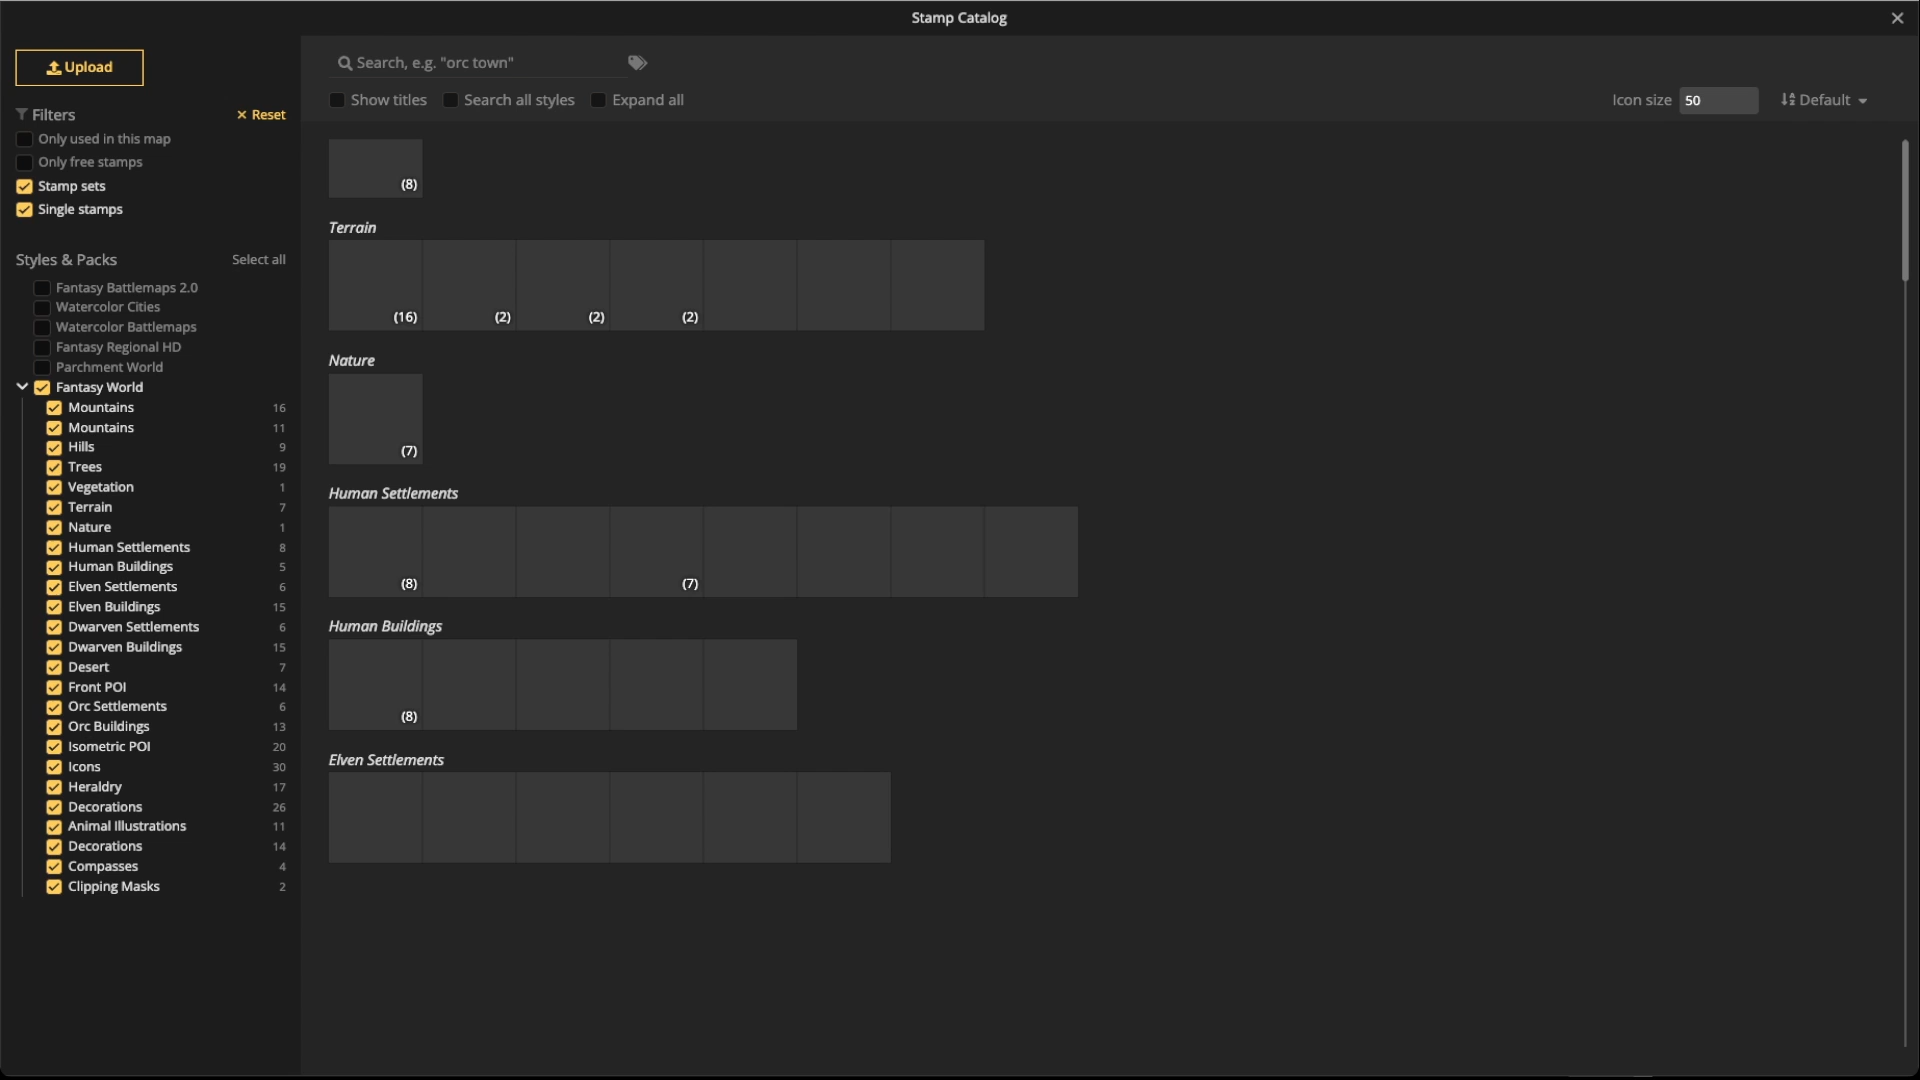 Stamp Catalog
Upload
Filters
Reset
Only used in this map
Only free stamps
Stamp sets
Single stamps
Styles & Packs
Select all
Fantasy Battlemaps 2.0
Watercolor Cities
Watercolor Battlemaps
Fantasy Regional HD
Parchment World
Fantasy World
Mountains 16
Mountains 11
Hills 9
Trees 19
Vegetation 1
Terrain 7
Nature 1
Human Settlements 8
Human Buildings 5
Elven Settlements 6
Elven Buildings 15
Dwarven Settlements 6
Dwarven Buildings 15
Desert 7
Front POI 14
Orc Settlements 6
Orc Buildings 13
Isometric POI 20
Icons 30
Heraldry 17
Decorations 26
Animal Illustrations 11
Decorations 14
Compasses 4
Clipping Masks 2
Search, e.g. "orc town"
Show titles
Search all styles
Expand all
Icon size 50
Default
(8)
Terrain
(16) (2) (2) (2)
Nature
(7)
Human Settlements
(8) (7)
Human Buildings
(8)
Elven Settlements